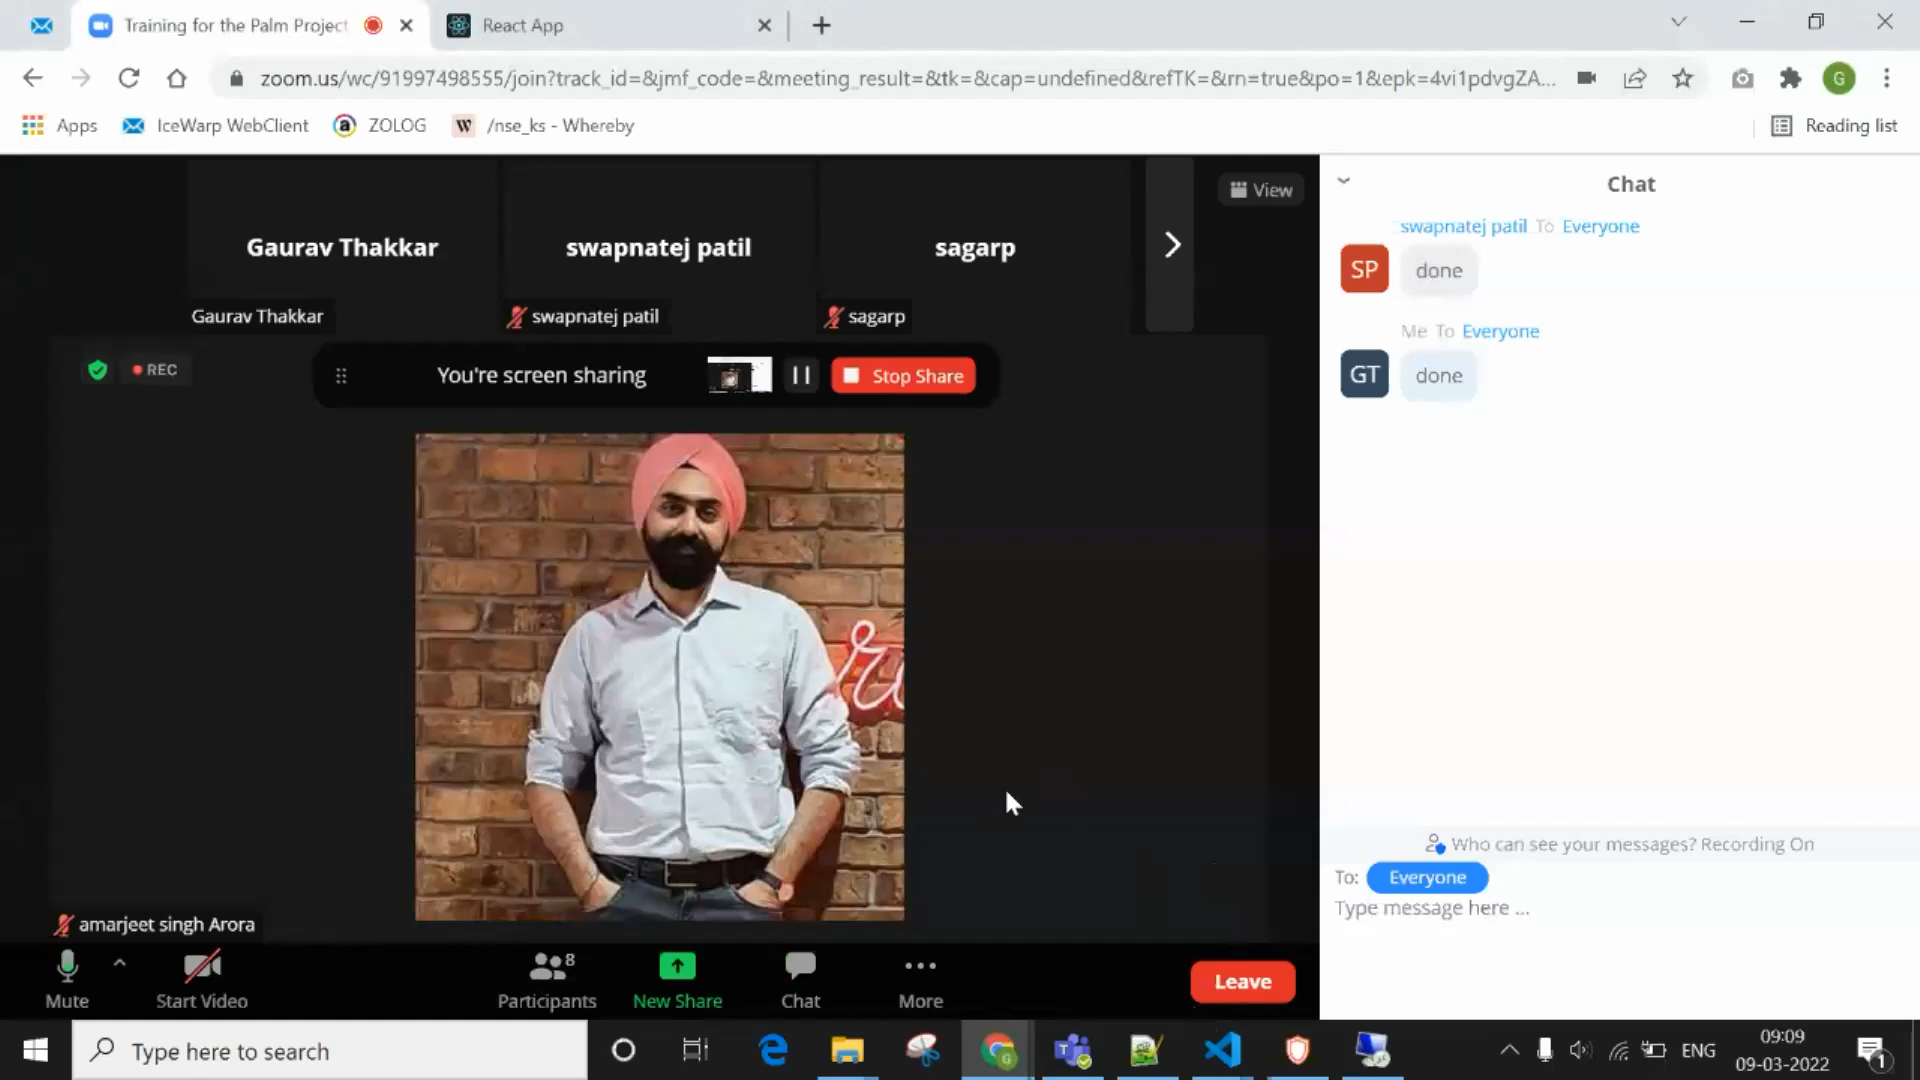 Training for the Palm Project
React App
zoom.us/wc/91997498555/join?track_id=&jmf_code=&meeting_result=&tk=&cap=undefined&refTK=&rn=true&po=1&epk=4vi1pdvgZA...
G
Apps
IceWarp WebClient
ZOLOG
/nse_ks - Whereby
Reading list
View
Gaurav Thakkar
swapnatej patil
sagarp
Gaurav Thakkar
swapnatej patil
sagarp
REC
You're screen sharing
Stop Share
amarjeet singh Arora
Mute
Start Video
8
Participants
New Share
Chat
More
Leave
Chat
swapnatej patil To Everyone
SP
done
Me To Everyone
GT
done
Who can see your messages? Recording On
To: Everyone
Type message here ...
Type here to search
ENG
09:09
09-03-2022
1